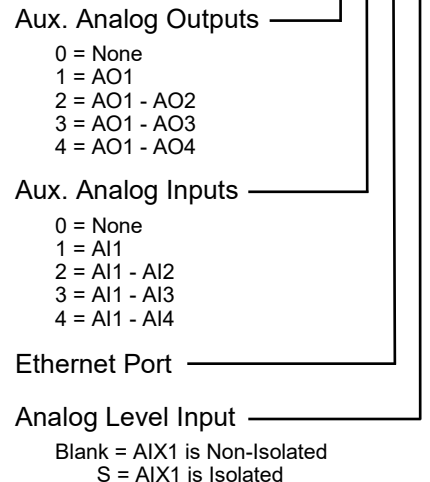 Aux. Analog Outputs
0 = None
1 = AO1
2 = AO1 - AO2
3 = AO1 - AO3
4 = AO1 - AO4
Aux. Analog Inputs
0 = None
1 = AI1
2 = AI1 - AI2
3 = AI1 - AI3
4 = AI1 - AI4
Ethernet Port
Analog Level Input
Blank = AIX1 is Non-Isolated
S = AIX1 is Isolated